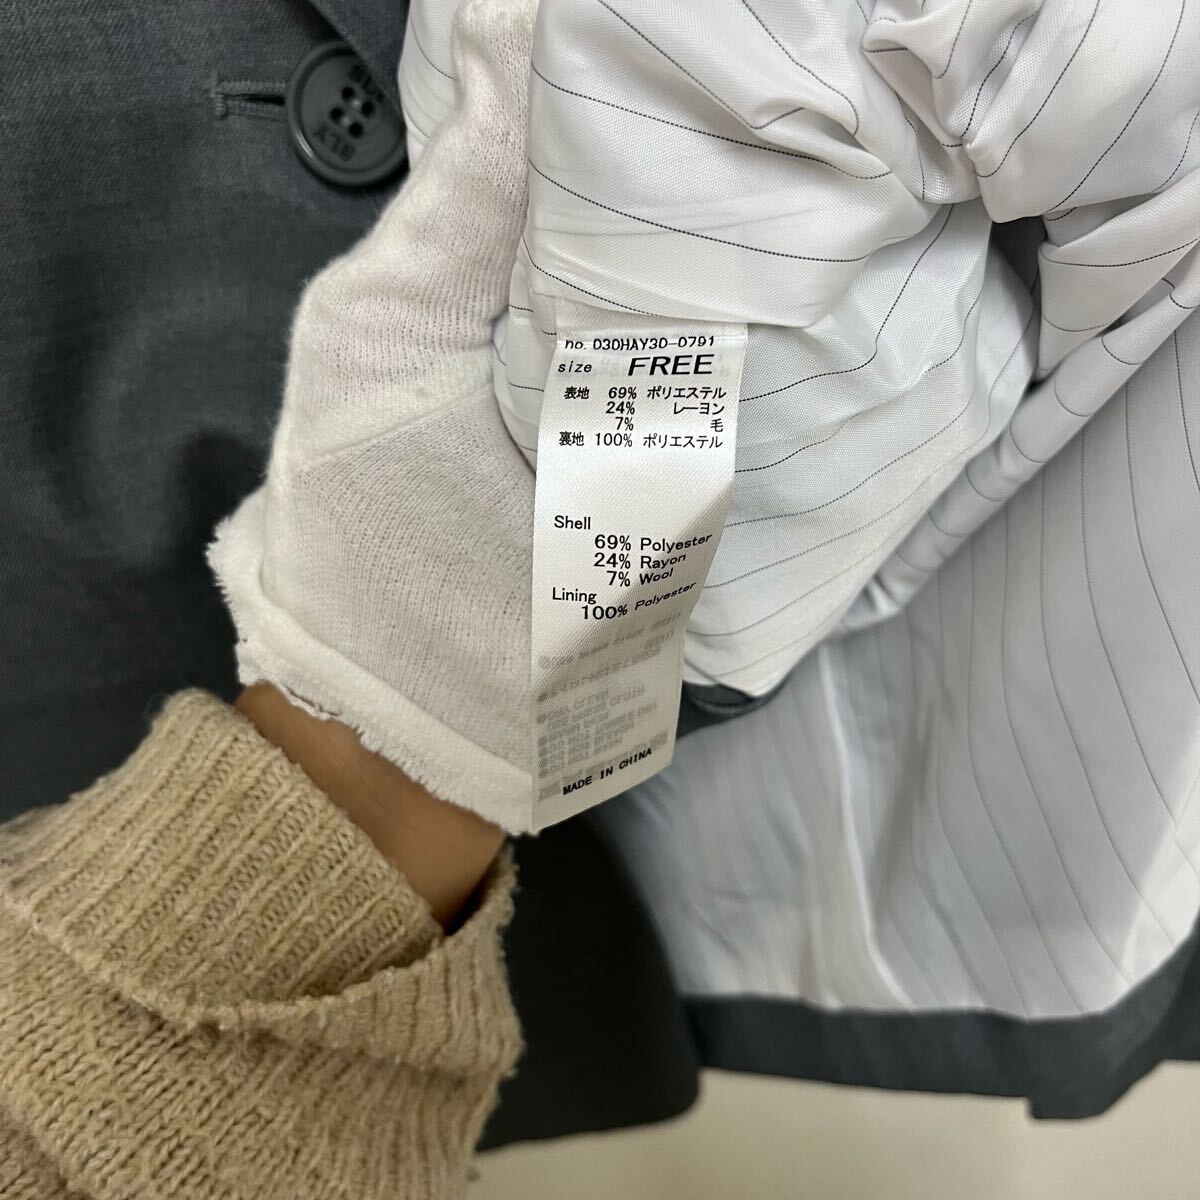 SLY
no. 030HAY30-0791
size FREE
表地 69% ポリエステル
24% レーヨン
7% 毛
裏地 100% ポリエステル
Shell
69% Polyester
24% Rayon
7% Wool
Lining
100% Polyester
MADE IN CHINA